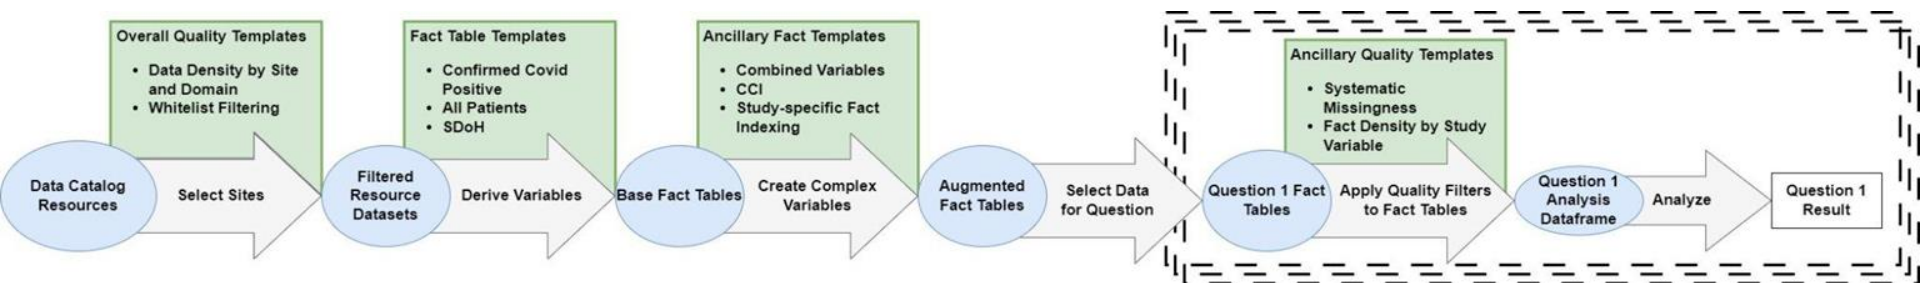 Overall Quality Templates
• Data Density by Site
and Domain
• Whitelist Filtering
Fact Table Templates
• Confirmed Covid
Positive
• All Patients
• SDoH
Ancillary Fact Templates
• Combined Variables
• CCI
• Study-specific Fact
Indexing
Ancillary Quality Templates
• Systematic
Missingness
• Fact Density by Study
Variable
Data Catalog
Resources
Select Sites
Filtered
Resource
Datasets
Derive Variables
Base Fact Tables
Create Complex
Variables
Augmented
Fact Tables
Select Data
for Question
Question 1 Fact
Tables
Apply Quality Filters
to Fact Tables
Question 1
Analysis
Dataframe
Analyze
Question 1
Result